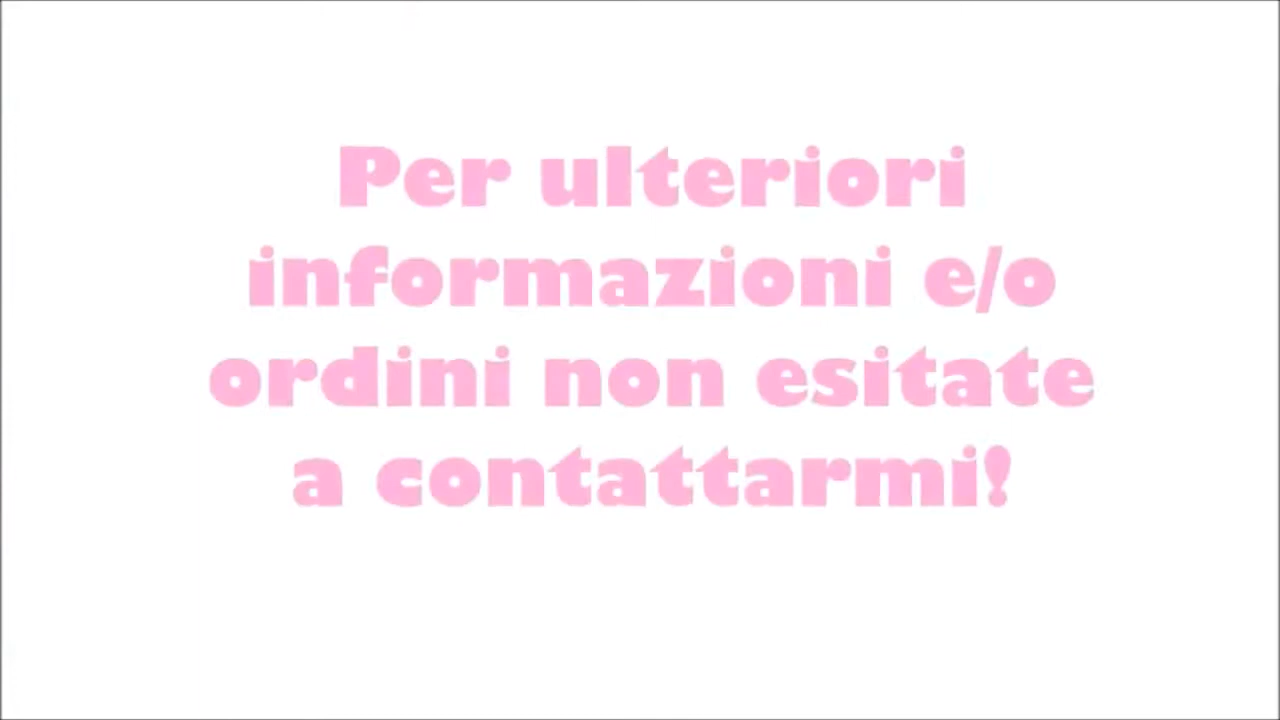 Per ulteriori
informazioni e/o
ordini non esitate
a contattarmi!